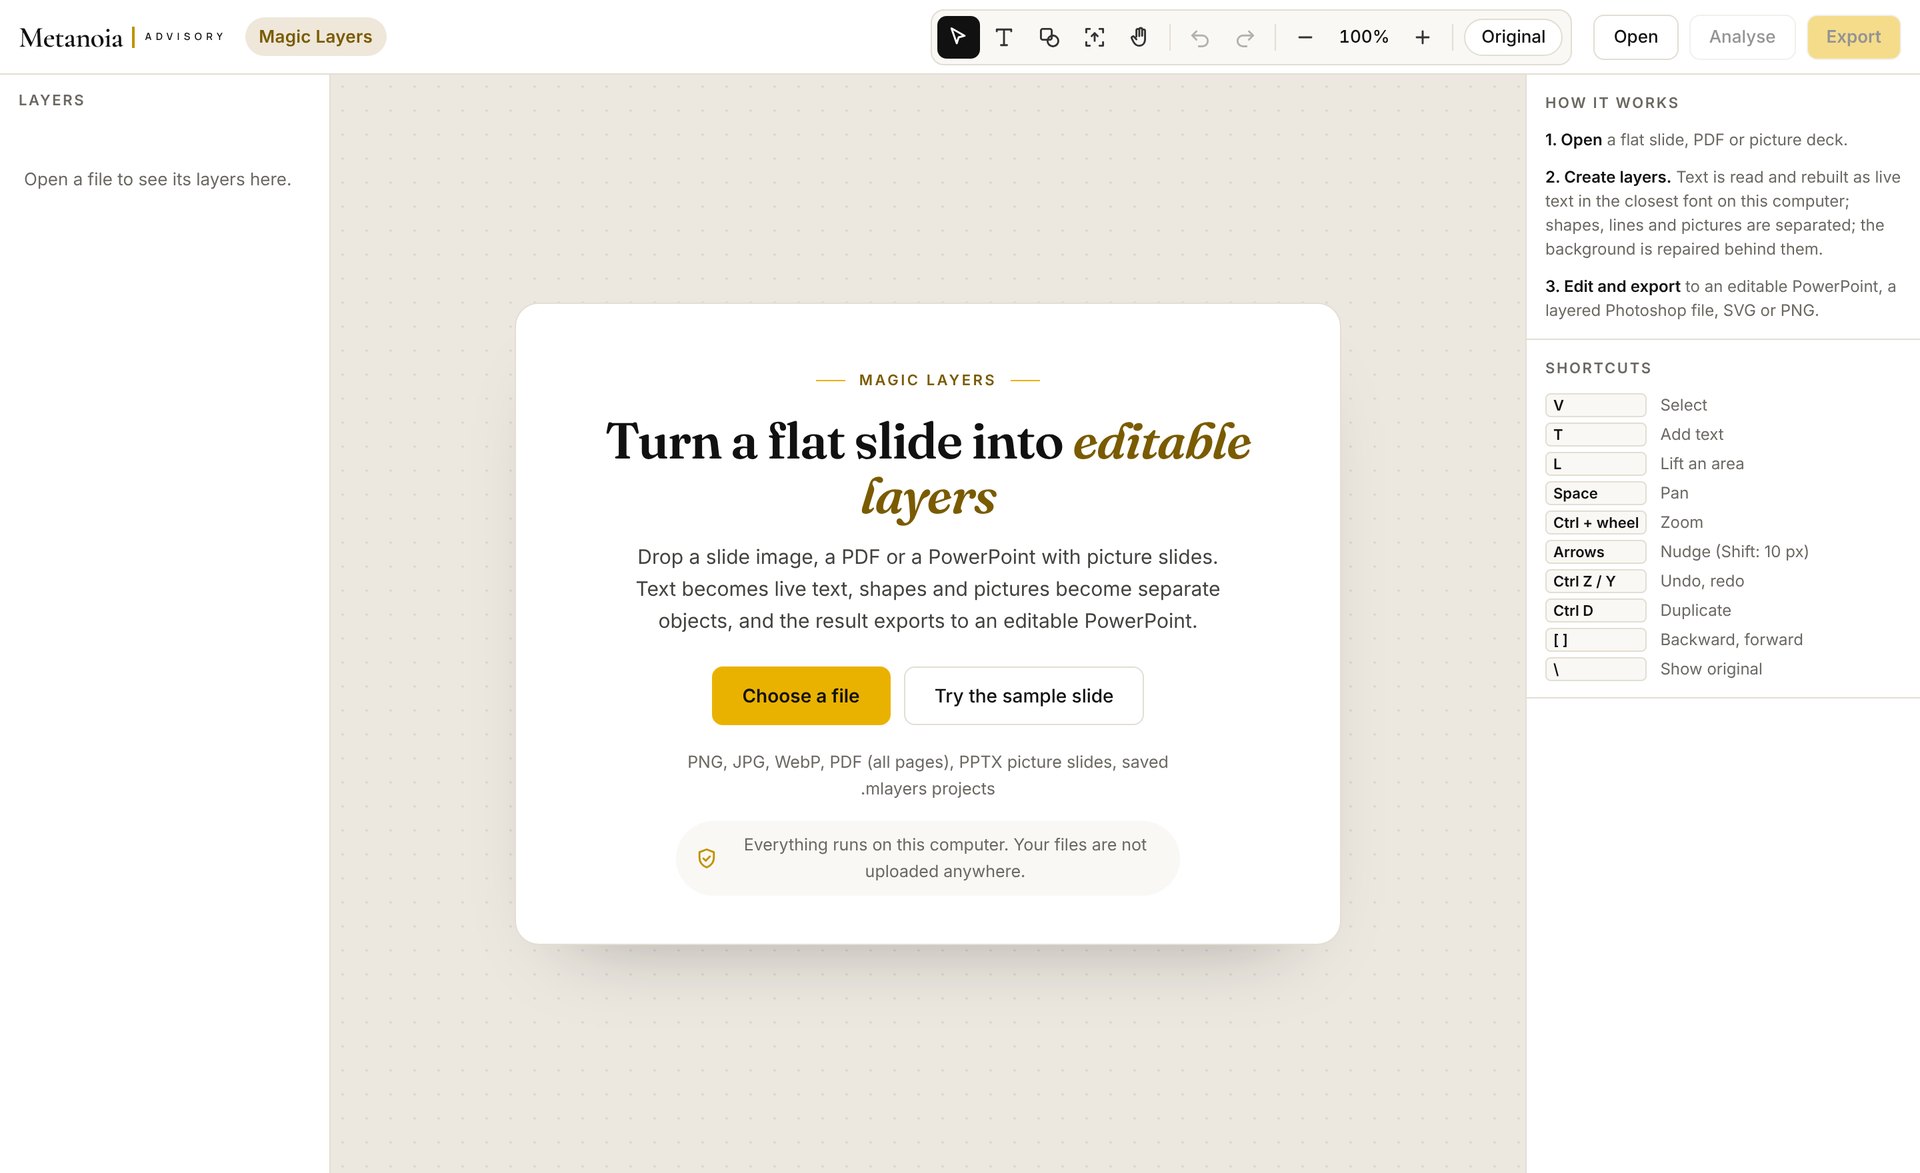 Metanoia ADVISORY Magic Layers
100% Original Open Analyse Export
LAYERS
Open a file to see its layers here.
MAGIC LAYERS
Turn a flat slide into editable
layers
Drop a slide image, a PDF or a PowerPoint with picture slides.
Text becomes live text, shapes and pictures become separate
objects, and the result exports to an editable PowerPoint.
Choose a file Try the sample slide
PNG, JPG, WebP, PDF (all pages), PPTX picture slides, saved
.mlayers projects
Everything runs on this computer. Your files are not
uploaded anywhere.
HOW IT WORKS
1. Open a flat slide, PDF or picture deck.
2. Create layers. Text is read and rebuilt as live
text in the closest font on this computer;
shapes, lines and pictures are separated; the
background is repaired behind them.
3. Edit and export to an editable PowerPoint, a
layered Photoshop file, SVG or PNG.
SHORTCUTS
V Select
T Add text
L Lift an area
Space Pan
Ctrl + wheel Zoom
Arrows Nudge (Shift: 10 px)
Ctrl Z / Y Undo, redo
Ctrl D Duplicate
[ ] Backward, forward
\ Show original